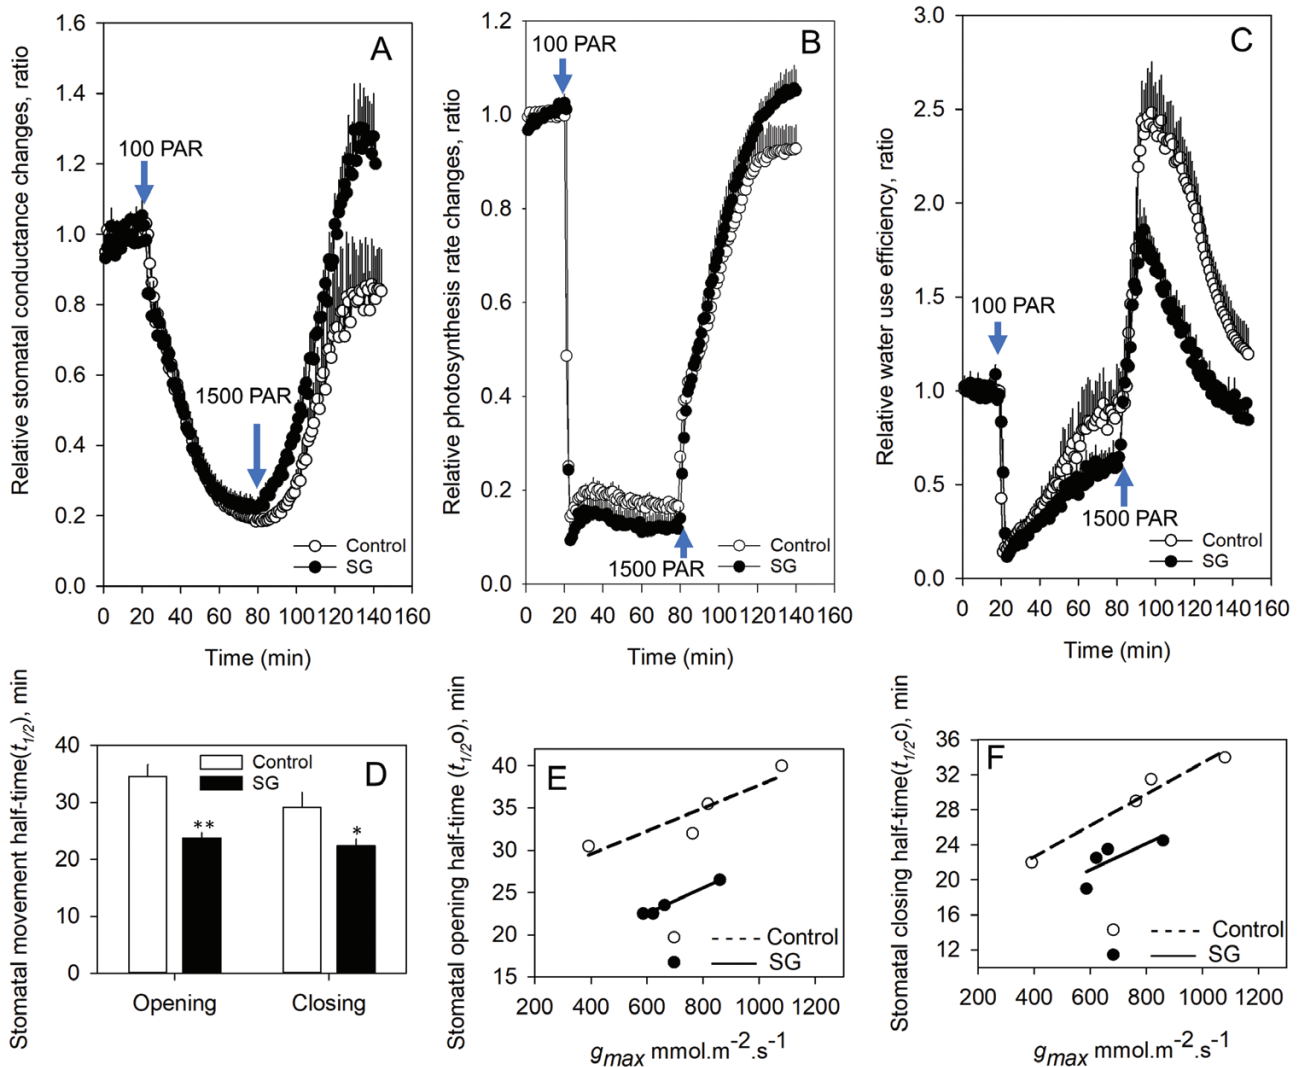 Relative stomatal conductance changes, ratio
1.6
1.4
1.2
1.0
0.8
0.6
0.4
0.2
0.0
A
100 PAR
1500 PAR
Control
SG
0 20 40 60 80 100 120 140 160
Time (min)
Relative photosynthesis rate changes, ratio
1.2
1.0
0.8
0.6
0.4
0.2
0.0
B
100 PAR
1500 PAR
Control
SG
0 20 40 60 80 100 120 140 160
Time (min)
Relative water use efficiency, ratio
3.0
2.5
2.0
1.5
1.0
0.5
0.0
C
100 PAR
1500 PAR
Control
SG
0 20 40 60 80 100 120 140 160
Time (min)
Stomatal movement half-time(t1/2), min
40
30
20
10
0
Control
SG
D
**
*
Opening Closing
Stomatal opening half-time (t1/2o), min
40
35
30
25
20
15
E
Control
SG
200 400 600 800 1000 1200
gmax mmol.m-2.s-1
Stomatal closing half-time(t1/2c), min
36
32
28
24
20
16
12
F
Control
SG
200 400 600 800 1000 1200
gmax mmol.m-2.s-1